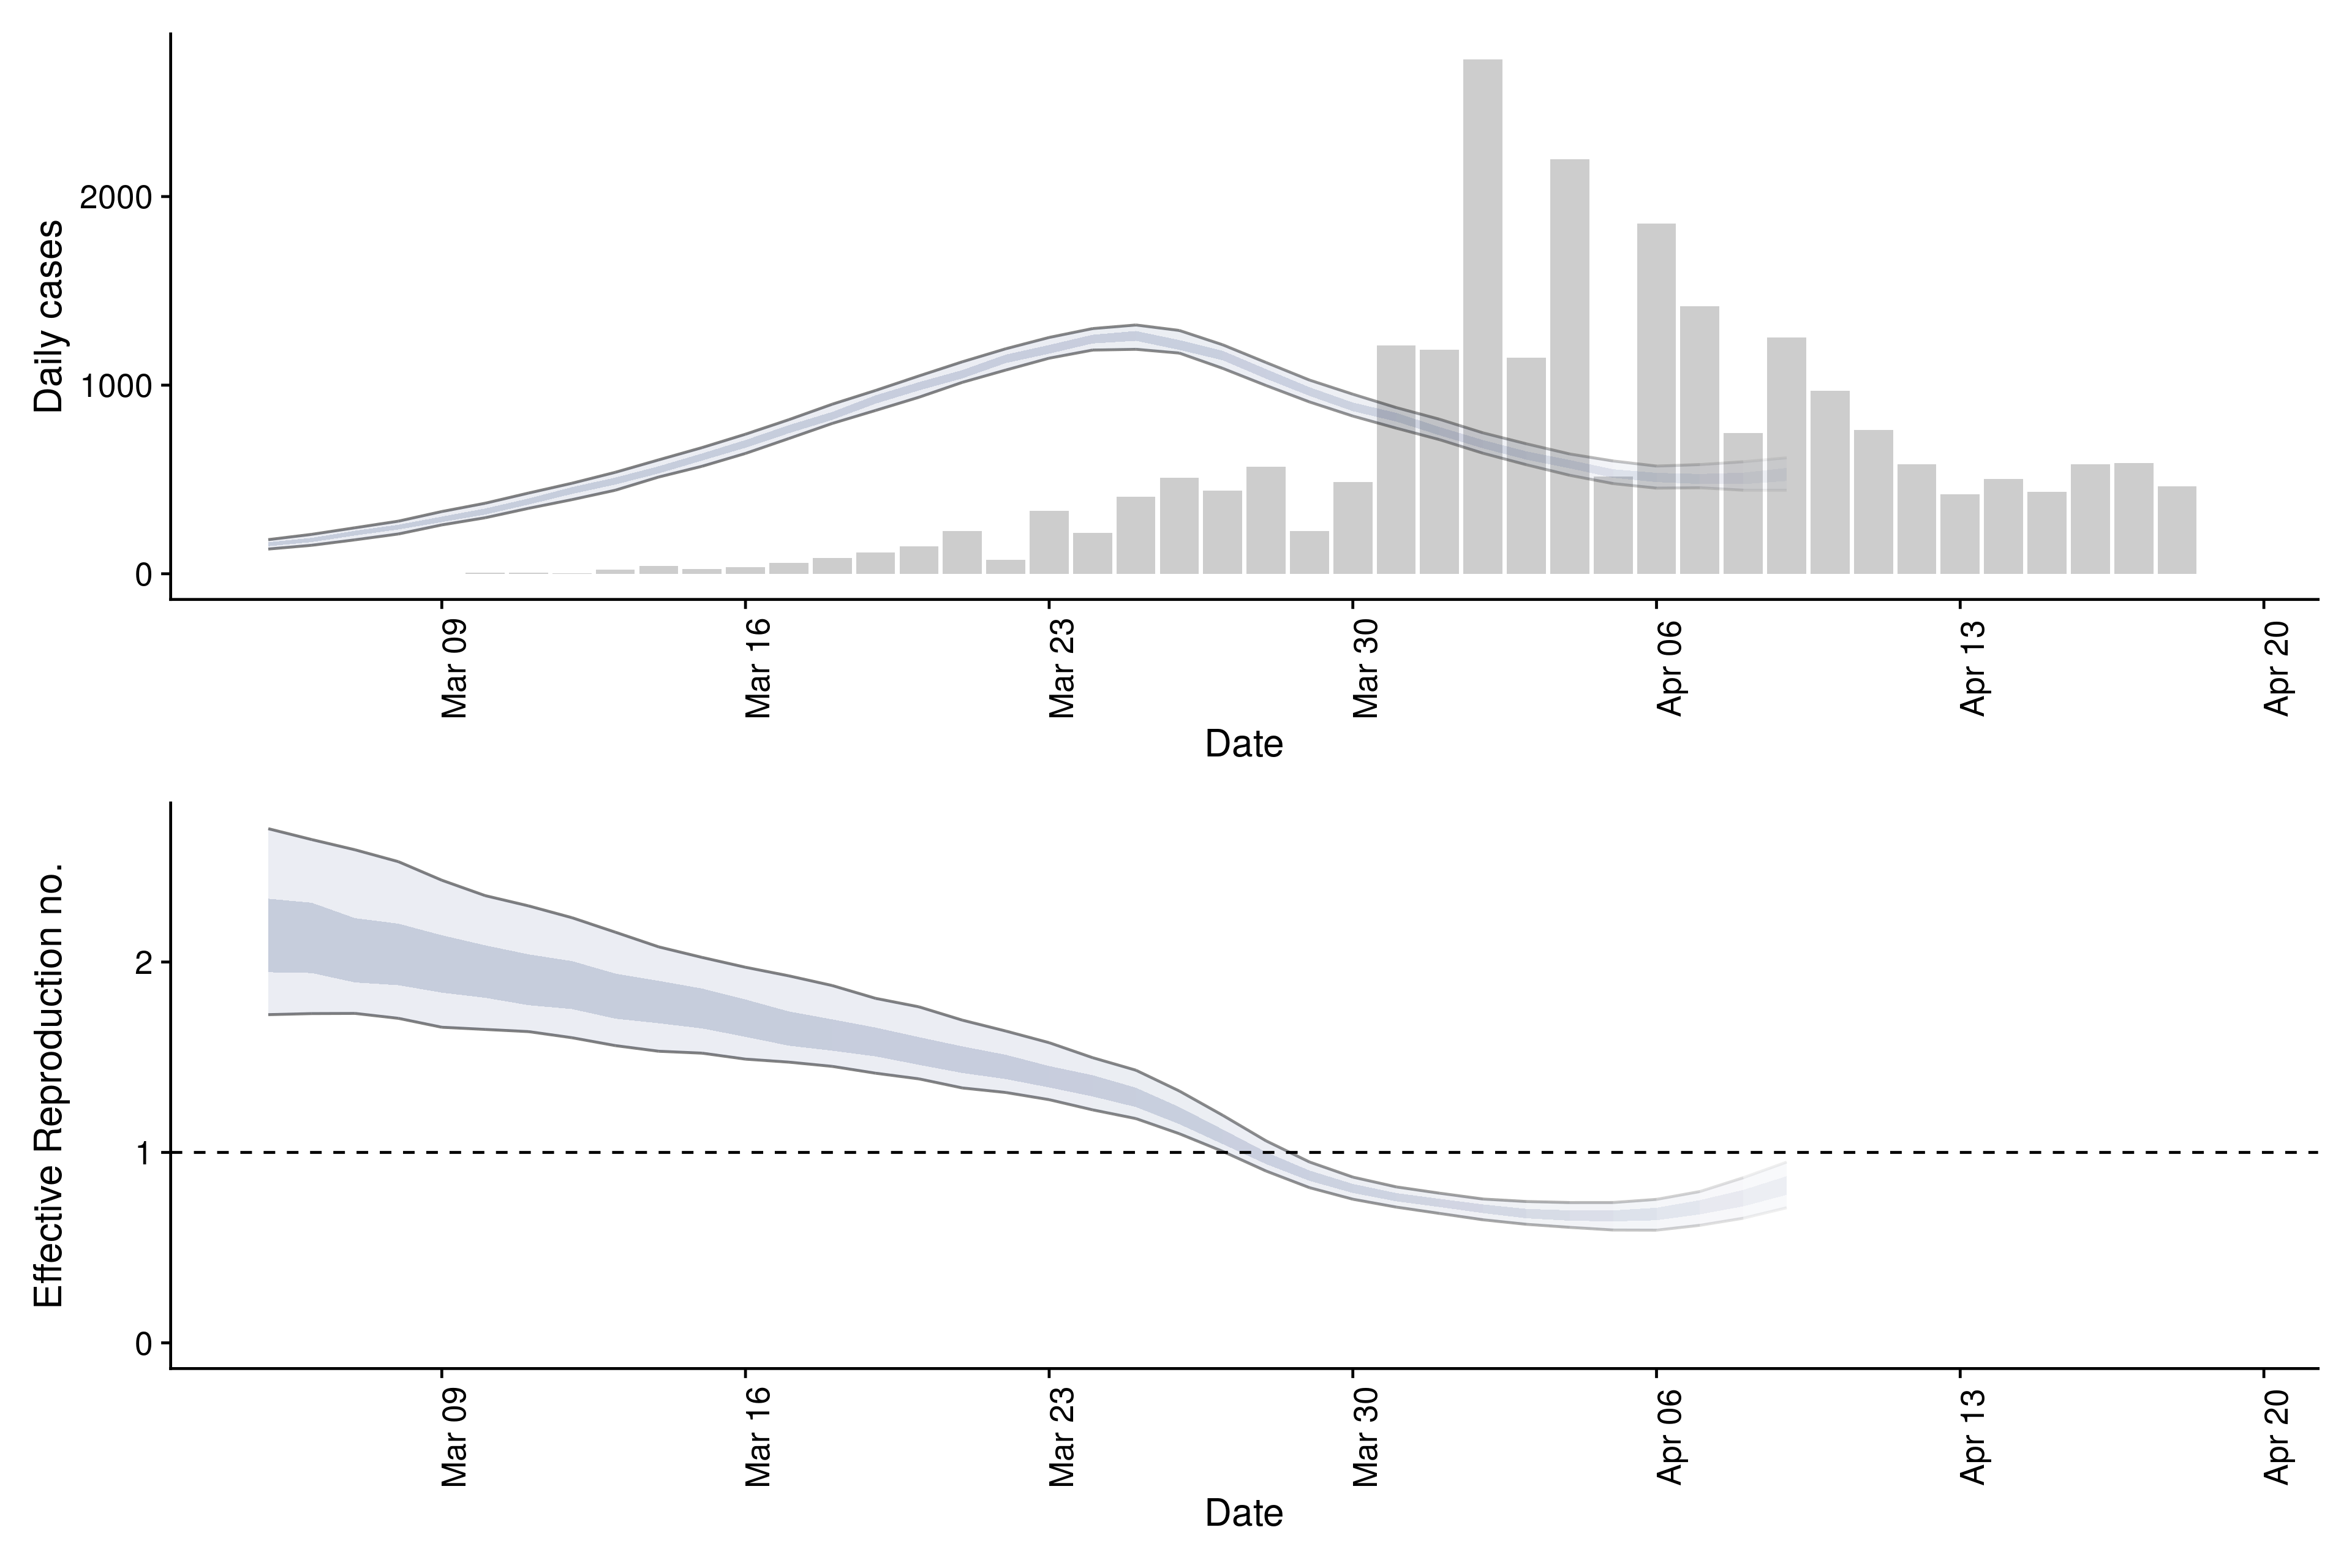 Daily cases
2000
1000
0
Mar 09
Mar 16
Mar 23
Mar 30
Apr 06
Apr 13
Apr 20
Date
Effective Reproduction no.
2
1
0
Mar 09
Mar 16
Mar 23
Mar 30
Apr 06
Apr 13
Apr 20
Date